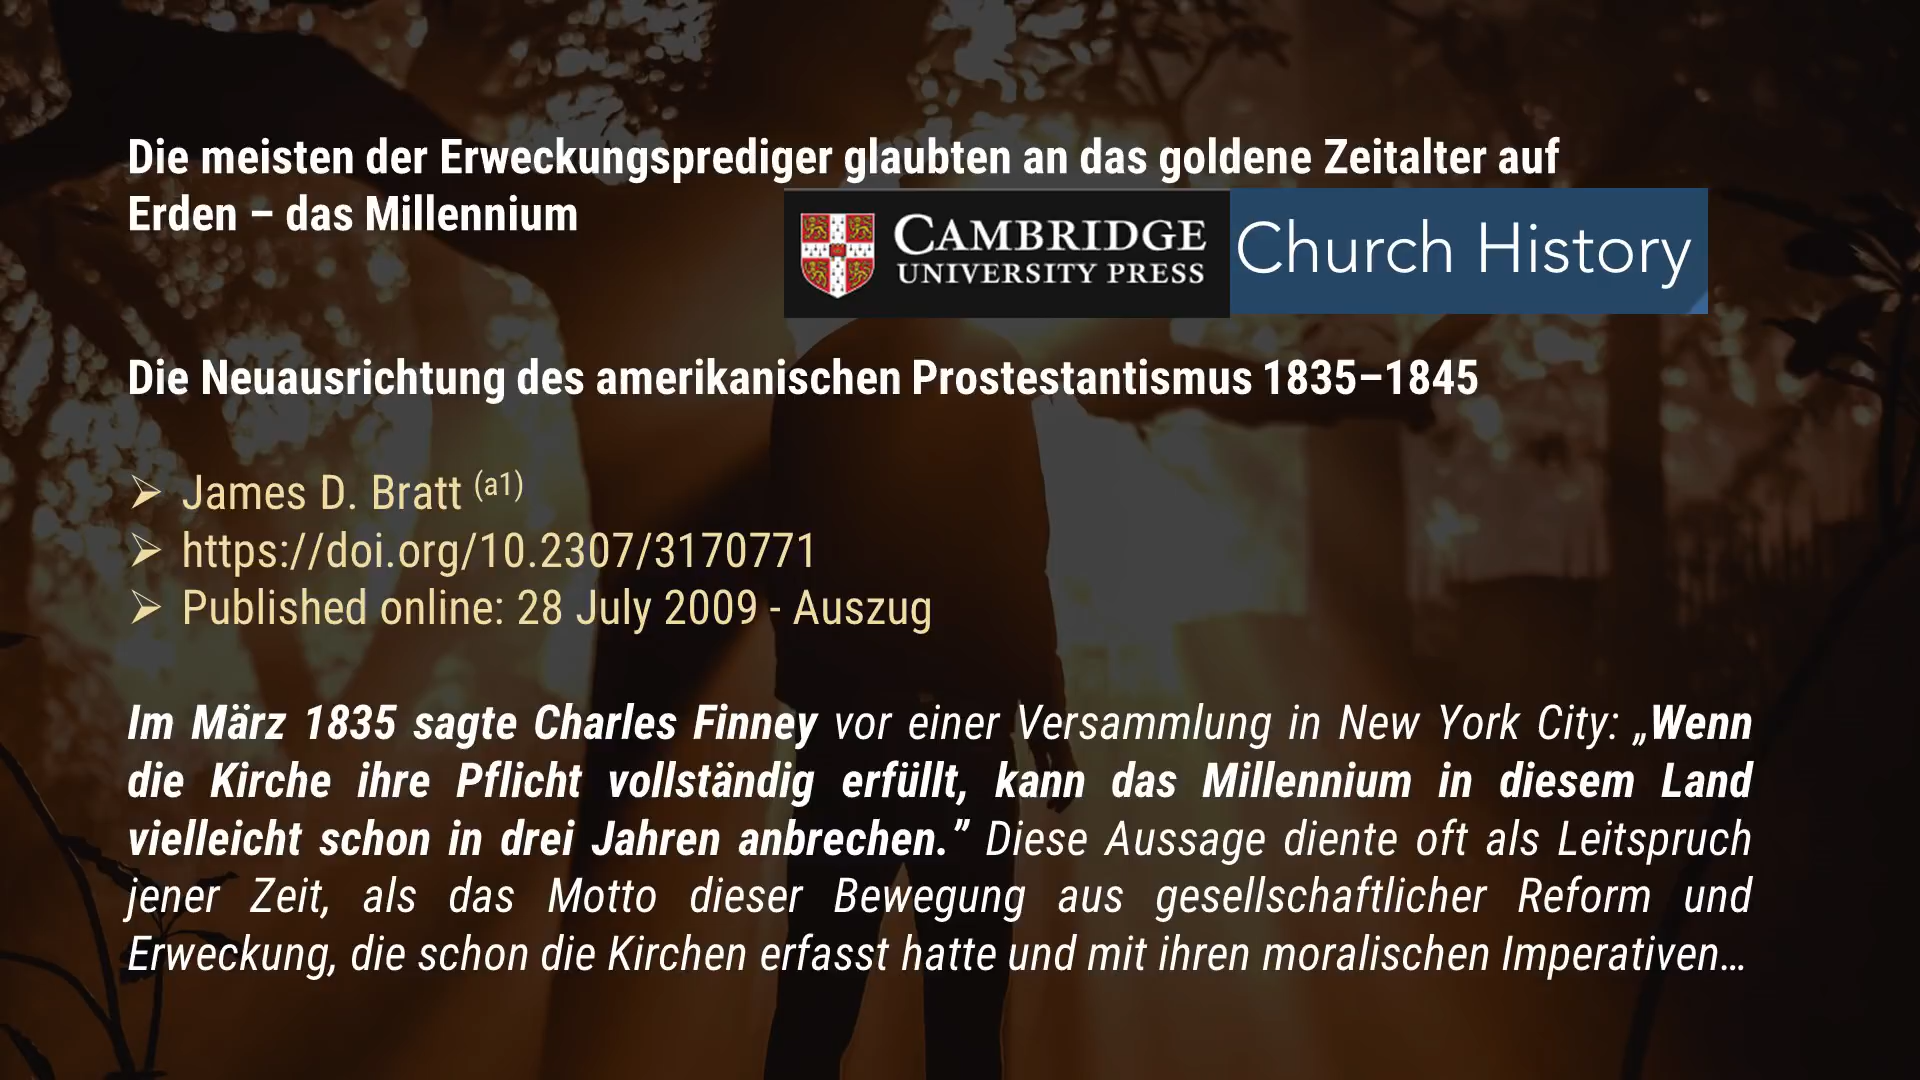 Die meisten der Erweckungsprediger glaubten an das goldene Zeitalter auf
Erden – das Millennium
CAMBRIDGE
UNIVERSITY PRESS
Church History
Die Neuausrichtung des amerikanischen Prostestantismus 1835–1845
➢ James D. Bratt (a1)
➢ https://doi.org/10.2307/3170771
➢ Published online: 28 July 2009 - Auszug
Im März 1835 sagte Charles Finney vor einer Versammlung in New York City: „Wenn
die Kirche ihre Pflicht vollständig erfüllt, kann das Millennium in diesem Land
vielleicht schon in drei Jahren anbrechen.” Diese Aussage diente oft als Leitspruch
jener Zeit, als das Motto dieser Bewegung aus gesellschaftlicher Reform und
Erweckung, die schon die Kirchen erfasst hatte und mit ihren moralischen Imperativen…